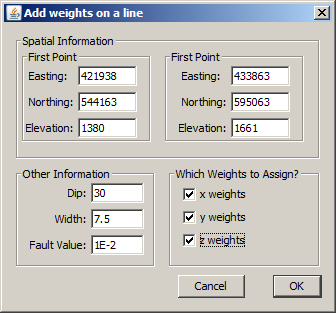 Add weights on a line
Spatial Information
First Point
Easting: 421938
Northing: 544163
Elevation: 1380
First Point
Easting: 433863
Northing: 595063
Elevation: 1661
Other Information
Dip: 30
Width: 7.5
Fault Value: 1E-2
Which Weights to Assign?
x weights
y weights
z weights
Cancel
OK